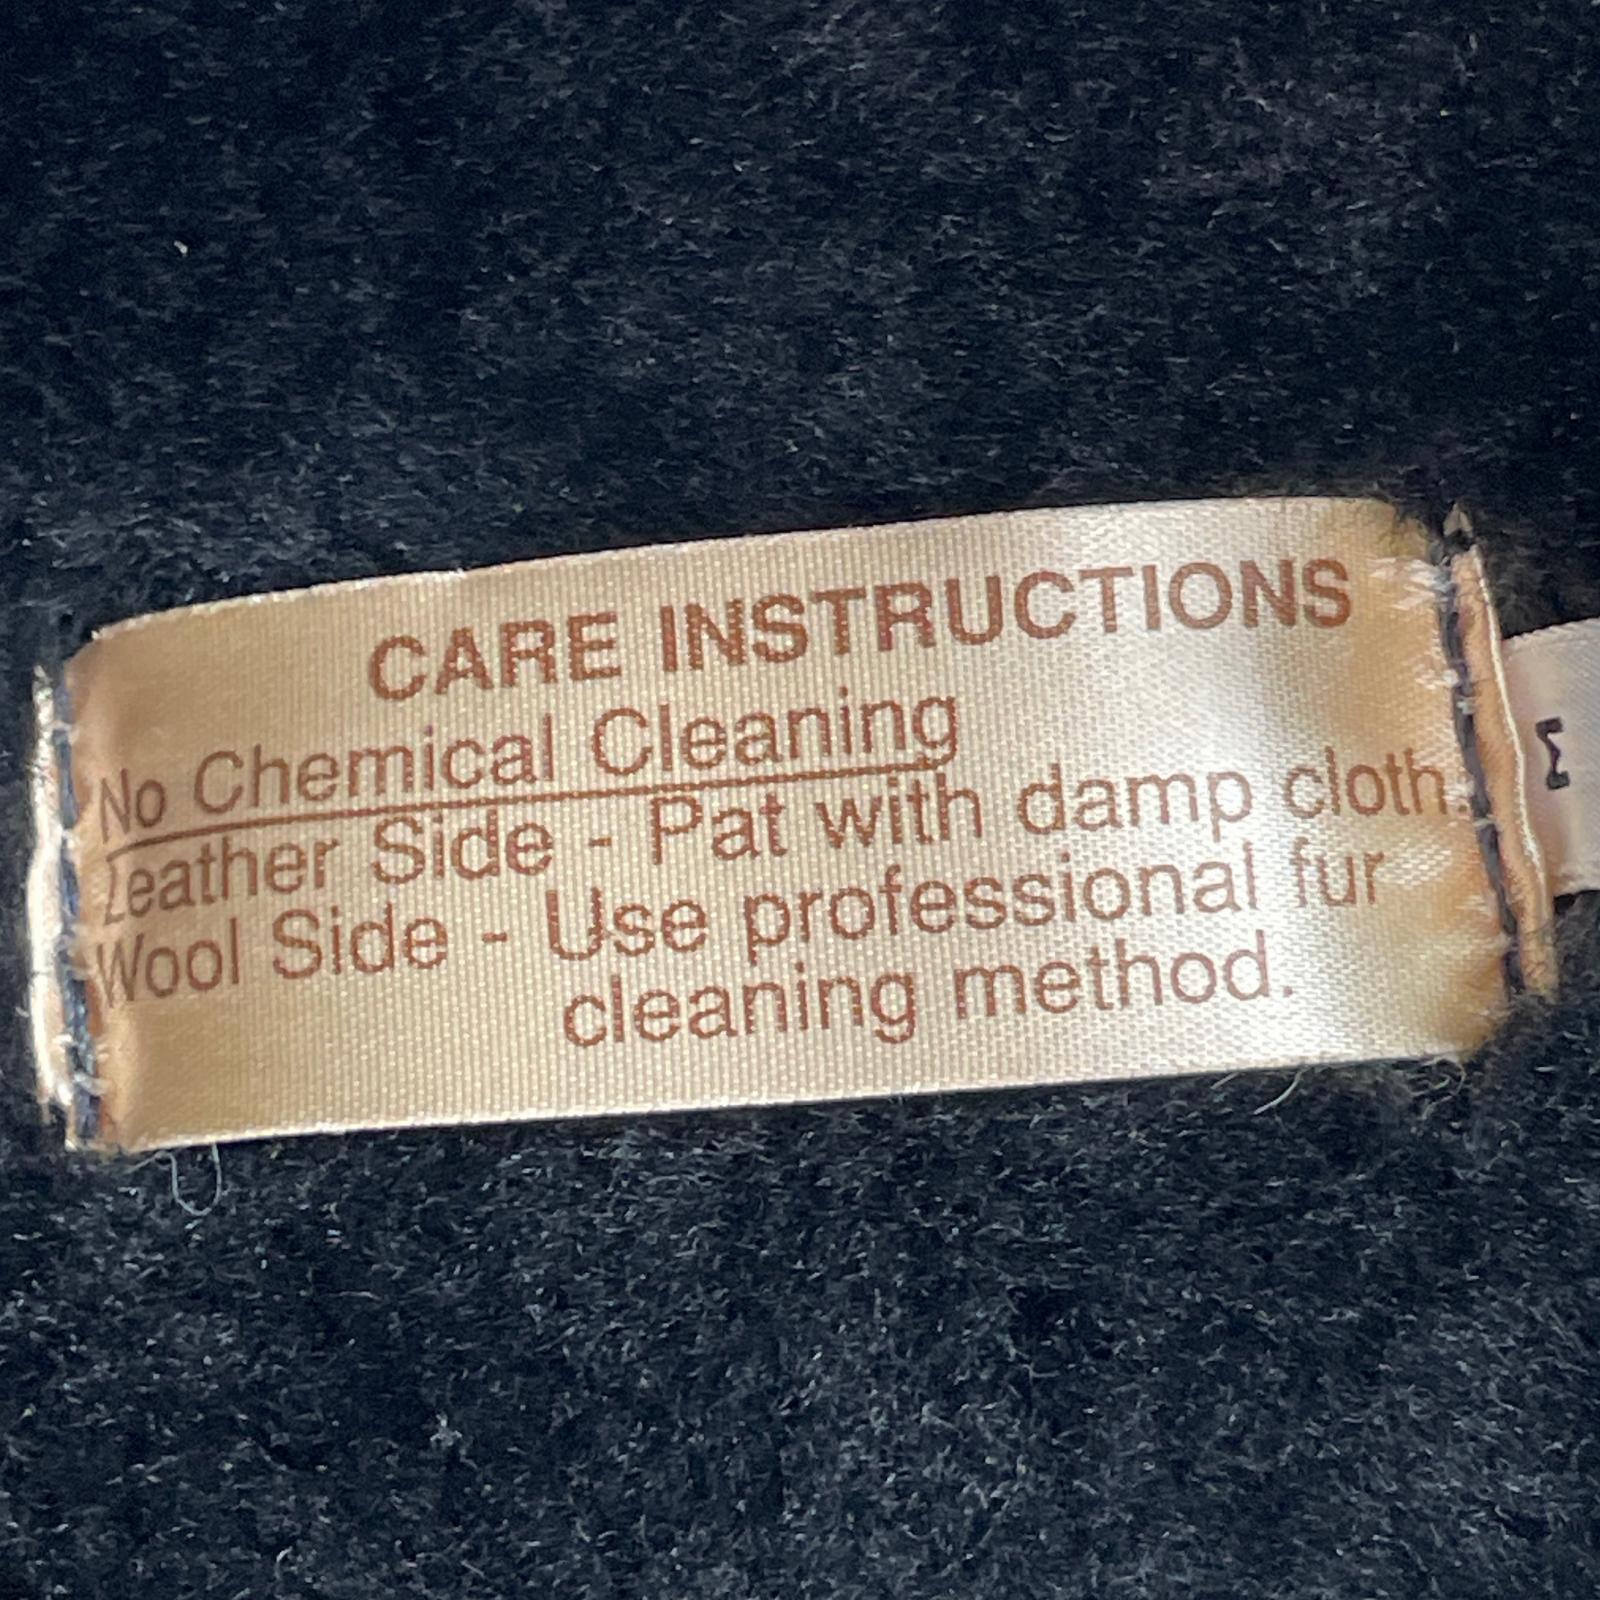 CARE INSTRUCTIONS
No Chemical Cleaning
Leather Side - Pat with damp cloth.
Wool Side - Use professional fur
cleaning method.
M